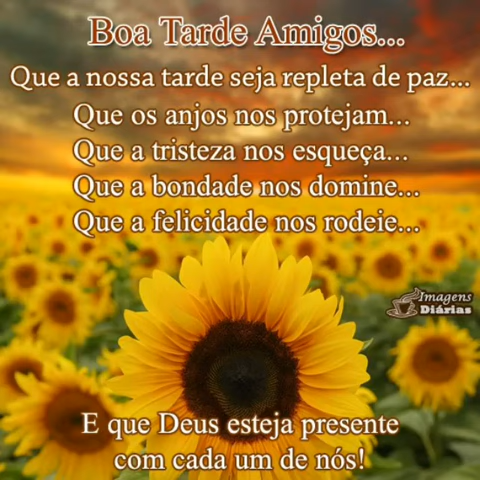 Boa Tarde Amigos...
Que a nossa tarde seja repleta de paz...
Que os anjos nos protejam...
Que a tristeza nos esqueça...
Que a bondade nos domine...
Que a felicidade nos rodeie...
Imagens
Diárias
E que Deus esteja presente
com cada um de nós!